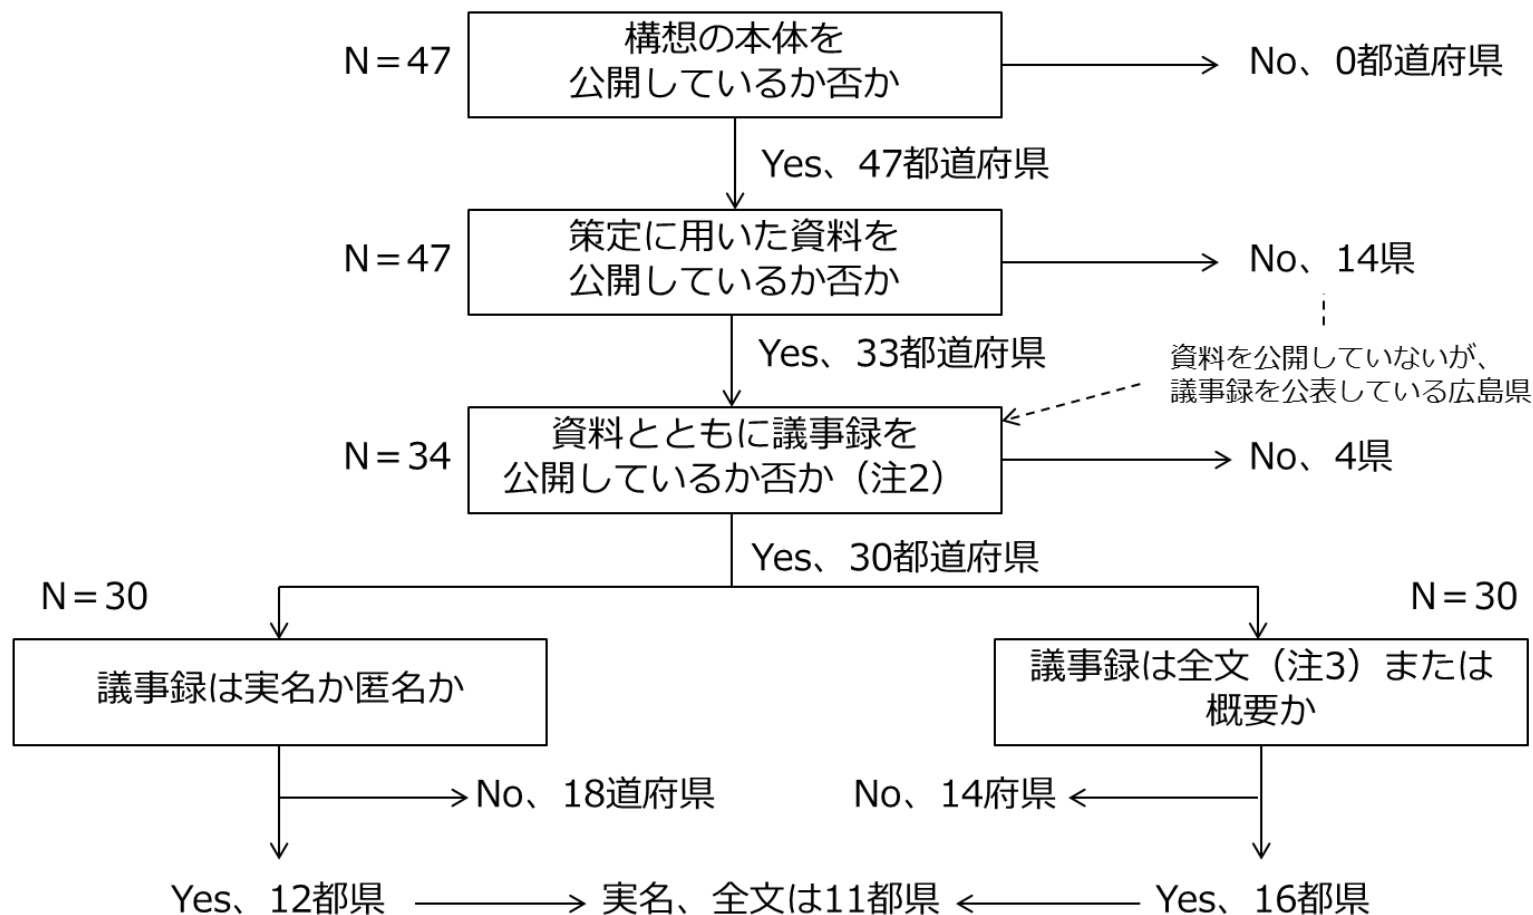 N＝47
構想の本体を
公開しているか否か
No、0都道府県
Yes、47都道府県
N＝47
策定に用いた資料を
公開しているか否か
No、14県
Yes、33都道府県
資料を公開していないが、
議事録を公表している広島県
N＝34
資料とともに議事録を
公開しているか否か（注2）
No、4県
Yes、30都道府県
N＝30
N＝30
議事録は実名か匿名か
議事録は全文（注3）または
概要か
No、18道府県
No、14府県
Yes、12都県
実名、全文は11都県
Yes、16都県